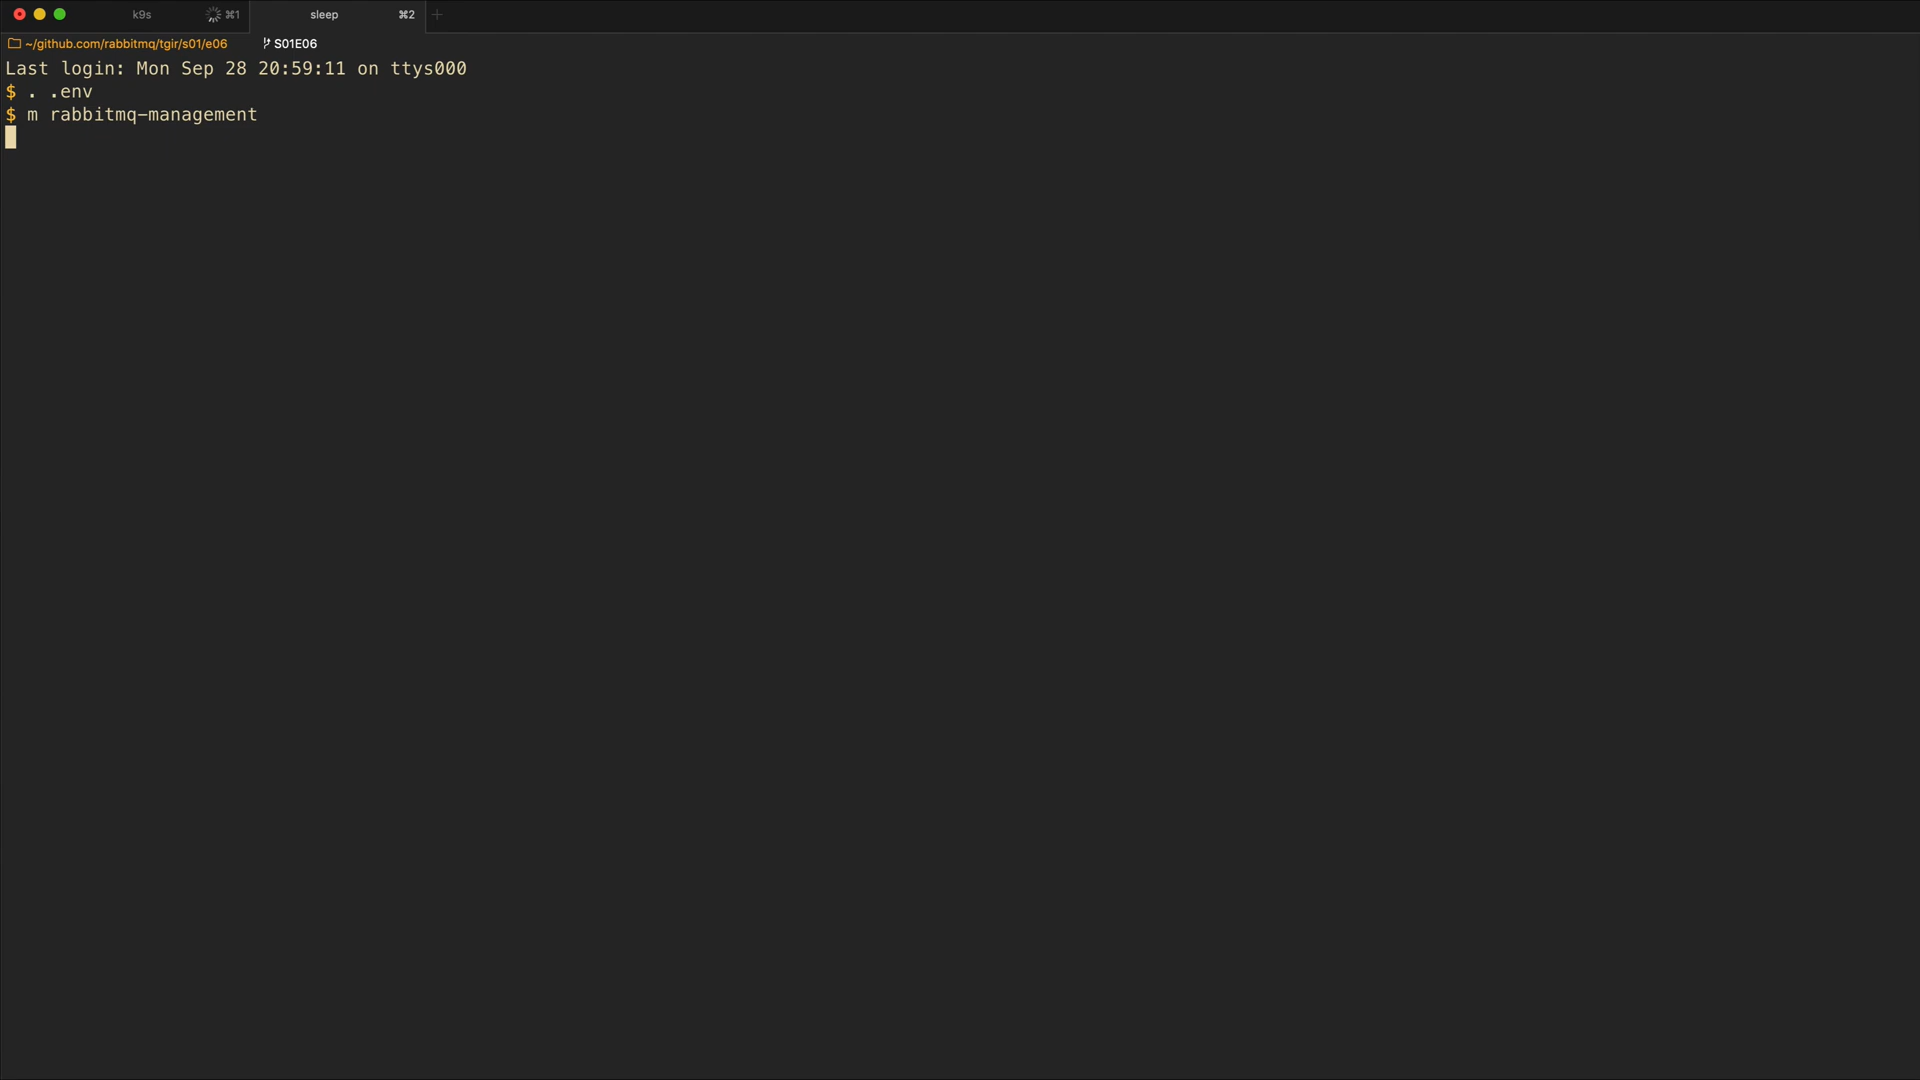 k9s ⌘1 sleep ⌘2 +
~/github.com/rabbitmq/tgir/s01/e06 S01E06
Last login: Mon Sep 28 20:59:11 on ttys000
$ . .env
$ m rabbitmq-management